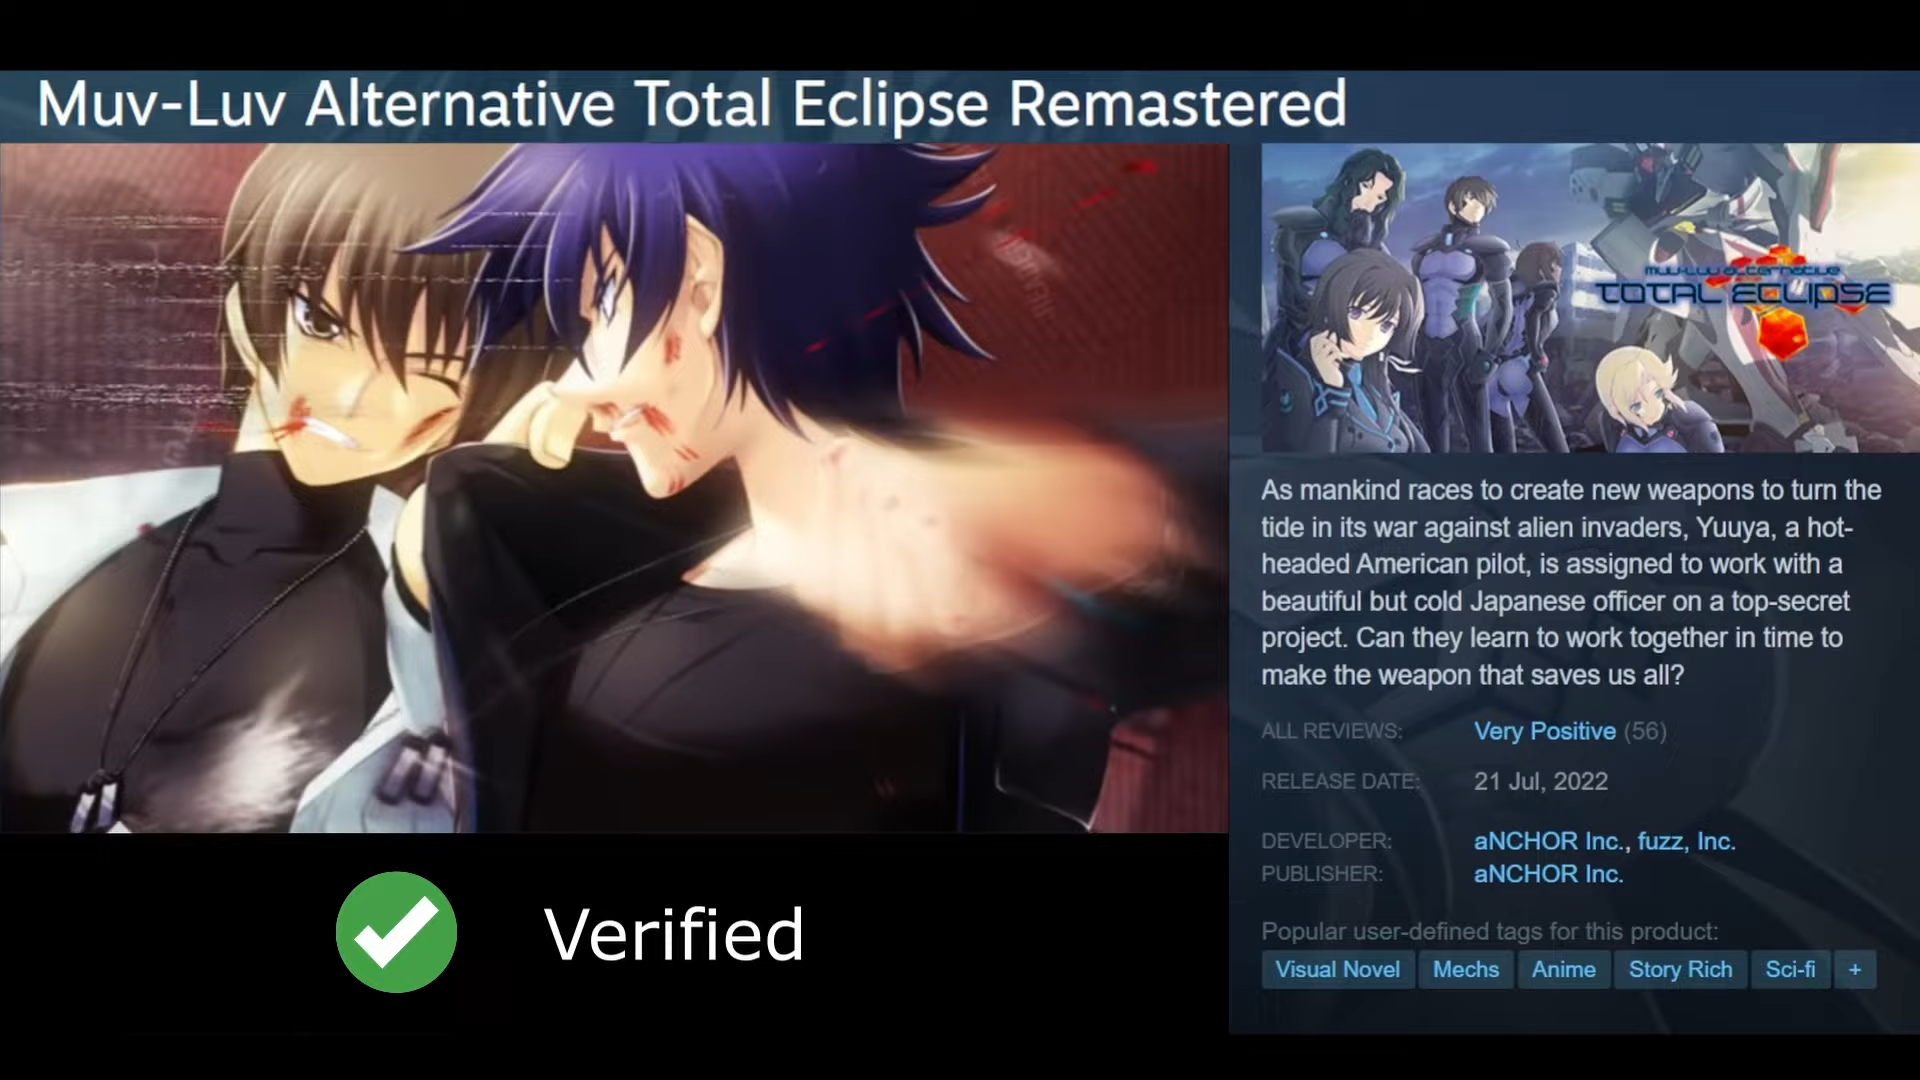 Muv-Luv Alternative Total Eclipse Remastered
muv-luv alternative
TOTAL ECLIPSE
As mankind races to create new weapons to turn the
tide in its war against alien invaders, Yuuya, a hot-
headed American pilot, is assigned to work with a
beautiful but cold Japanese officer on a top-secret
project. Can they learn to work together in time to
make the weapon that saves us all?
ALL REVIEWS: Very Positive (56)
RELEASE DATE: 21 Jul, 2022
DEVELOPER: aNCHOR Inc., fuzz, Inc.
PUBLISHER: aNCHOR Inc.
Popular user-defined tags for this product:
Visual Novel Mechs Anime Story Rich Sci-fi +
Verified